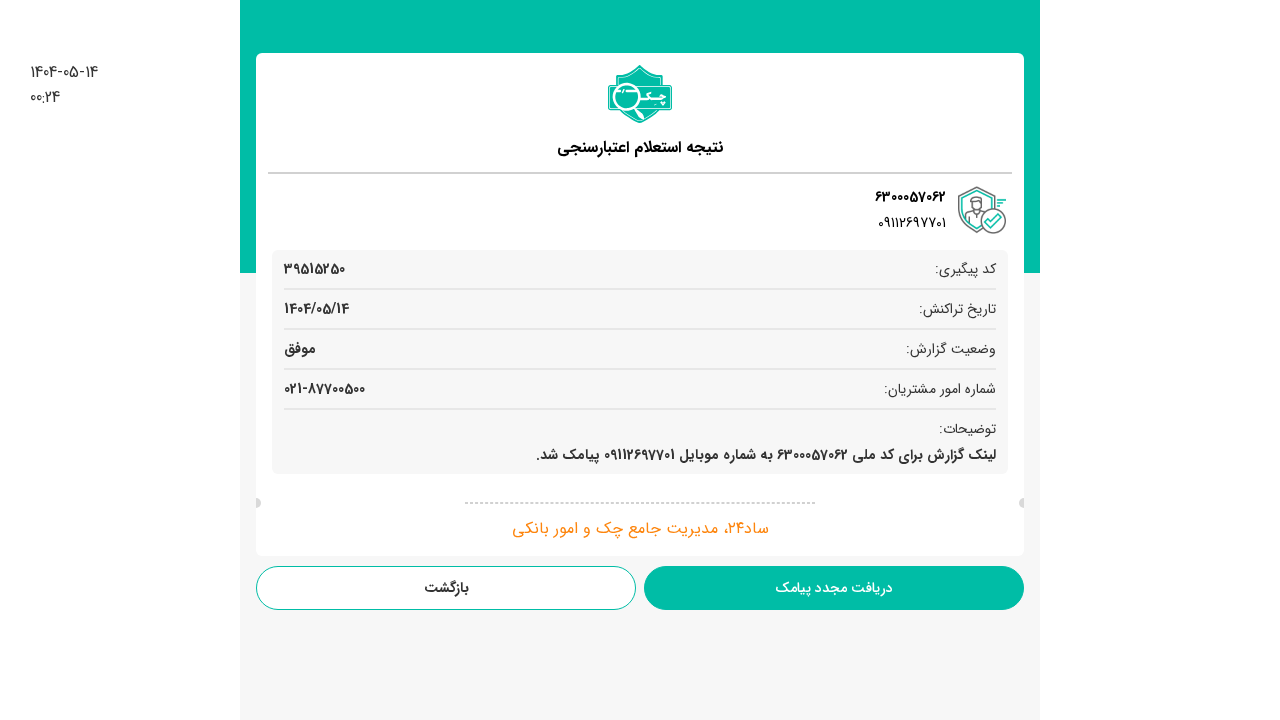 ۱۴۰۴-۰۵-۱۴
۰۰:۲۴
چک
نتیجه استعلام اعتبارسنجی
۶۳۰۰۰۵۷۰۶۲
۰۹۱۱۲۶۹۷۷۰۱
کد پیگیری: ۳۹۵۱۵۲۵۰
تاریخ تراکنش: ۱۴۰۴/۰۵/۱۴
وضعیت گزارش: موفق
شماره امور مشتریان: ۰۲۱-۸۷۷۰۰۵۰۰
توضیحات:
لینک گزارش برای کد ملی ۶۳۰۰۰۵۷۰۶۲ به شماره موبایل ۰۹۱۱۲۶۹۷۷۰۱ پیامک شد.
ساد۲۴، مدیریت جامع چک و امور بانکی
دریافت مجدد پیامک
بازگشت